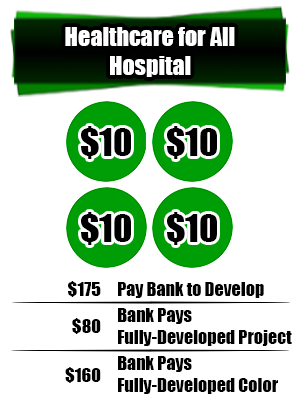 Healthcare for All
Hospital
$10 $10
$10 $10
$175 Pay Bank to Develop
$80 Bank Pays
Fully-Developed Project
$160 Bank Pays
Fully-Developed Color